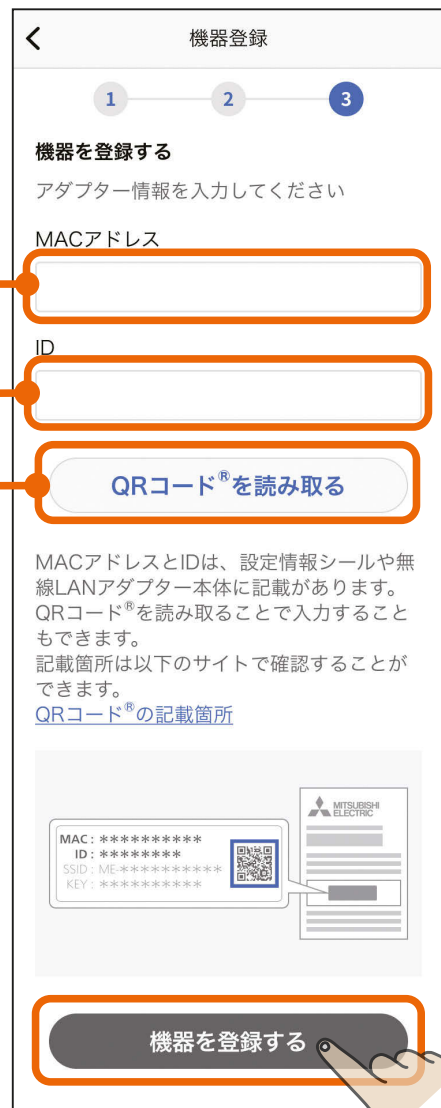 機器登録
1 2 3
機器を登録する
アダプター情報を入力してください
MACアドレス
ID
QRコード®を読み取る
MACアドレスとIDは、設定情報シールや無
線LANアダプター本体に記載があります。
QRコード®を読み取ることで入力すること
もできます。
記載箇所は以下のサイトで確認することが
できます。
QRコード®の記載箇所
MITSUBISHI
ELECTRIC
MAC: **********
ID: ********
SSID: ME-**********
KEY: **********
機器を登録する